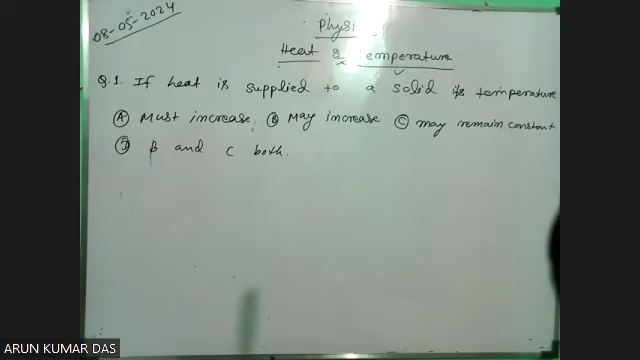 08-05-2024
Physi
Heat & Temperature
Q.1. If heat is supplied to a solid its temperature
(A) Must increase (B) May increase (C) may remain constant
(D) B and C both.
ARUN KUMAR DAS